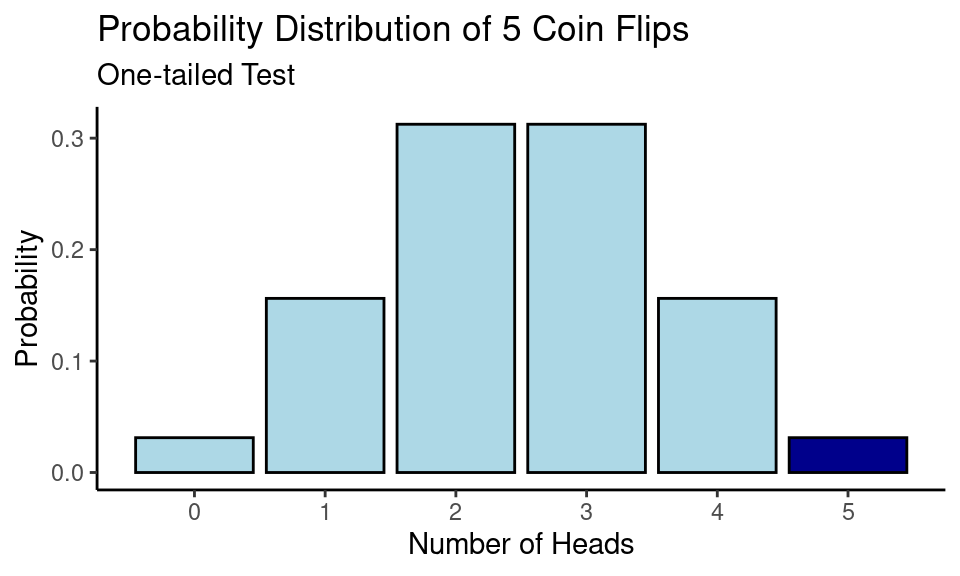 Probability Distribution of 5 Coin Flips
One-tailed Test
Probability
0.3
0.2
0.1
0.0
0 1 2 3 4 5
Number of Heads